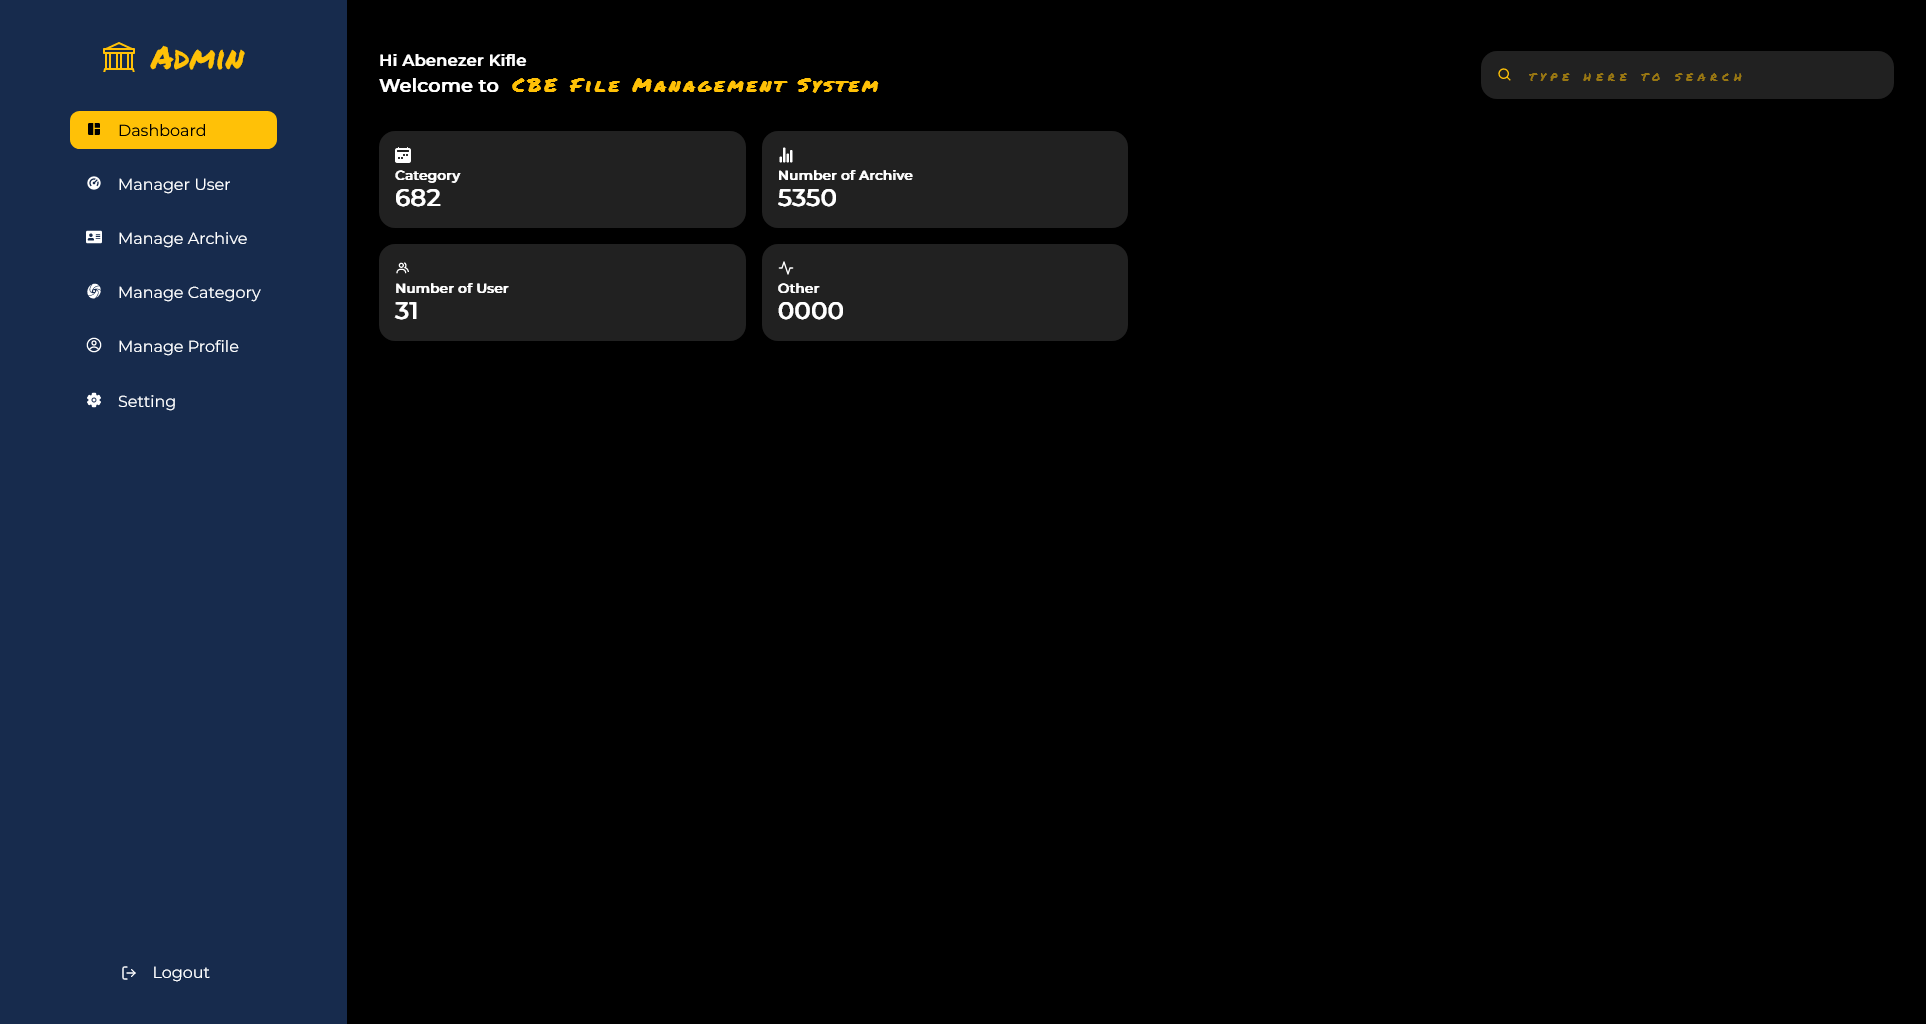 Admin
Dashboard
Manager User
Manage Archive
Manage Category
Manage Profile
Setting
Logout
Hi Abenezer Kifle
Welcome to CBE File Management System
type here to search
Category
682
Number of Archive
5350
Number of User
31
Other
0000